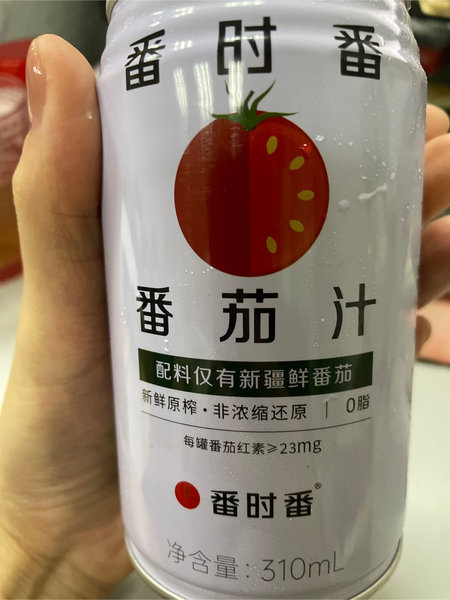 番时番
番茄汁
配料仅有新疆鲜番茄
新鲜原榨·非浓缩还原 | 0脂
每罐番茄红素≥23mg
番时番®
净含量:310mL